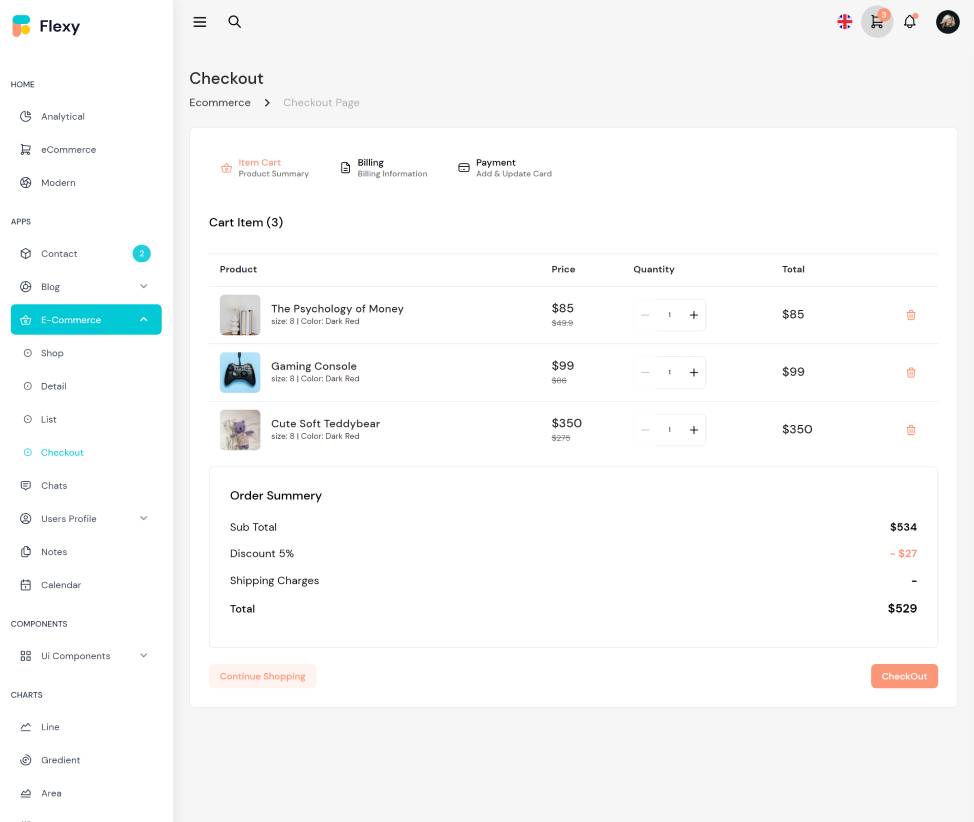 Flexy
HOME
Analytical
eCommerce
Modern
APPS
Contact
2
Blog
E-Commerce
Shop
Detail
List
Checkout
Chats
Users Profile
Notes
Calendar
COMPONENTS
Ui Components
CHARTS
Line
Gredient
Area
3
Checkout
Ecommerce
Checkout Page
Item Cart
Product Summary
Billing
Billing Information
Payment
Add & Update Card
Cart Item (3)
Product Price Quantity Total
The Psychology of Money
size: 8 | Color: Dark Red
$85
$49.9
1
$85
Gaming Console
size: 8 | Color: Dark Red
$99
$86
1
$99
Cute Soft Teddybear
size: 8 | Color: Dark Red
$350
$275
1
$350
Order Summery
Sub Total $534
Discount 5% - $27
Shipping Charges -
Total $529
Continue Shopping
CheckOut